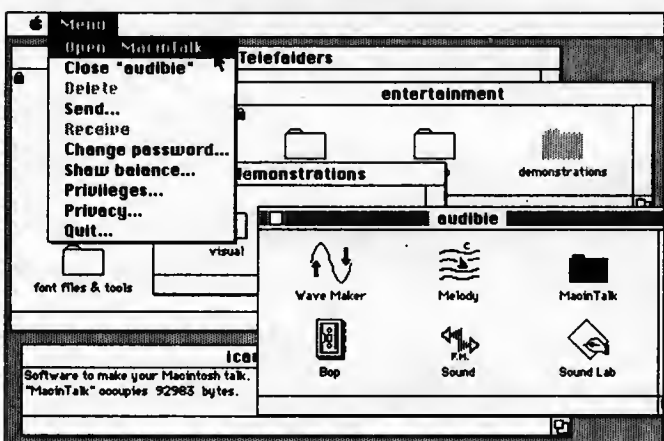 Menu
Open "MacinTalk"
Close "audible"
Delete
Send...
Receive
Change password...
Show balance...
Privileges...
Privacy...
Quit...
Telefolders
entertainment
demonstrations
demonstrations
visual
font files & tools
audible
Wave Maker
Melody
MacinTalk
Bop
F.M.
Sound
Sound Lab
Software to make your Macintosh talk.
"MacinTalk" occupies 92983 bytes.